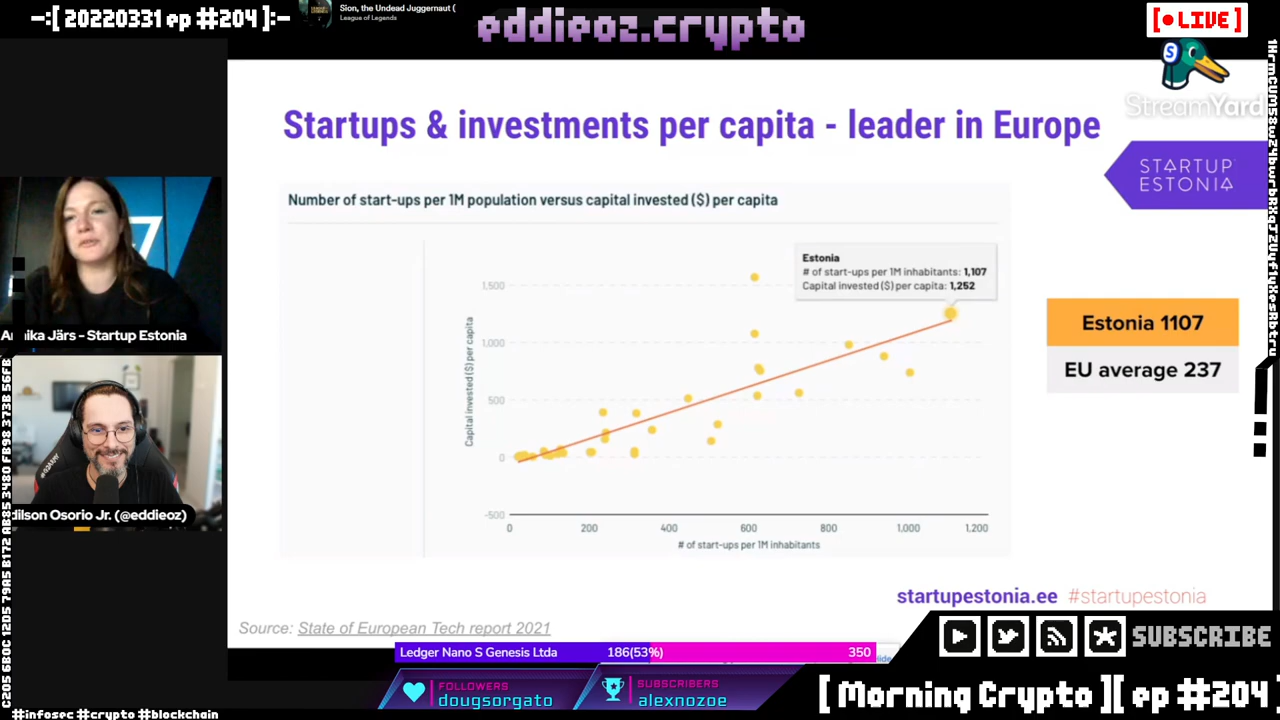 -:[ 20220331 ep #204 ]:-
Sion, the Undead Juggernaut (
League of Legends
eddieoz.crypto
[•LIVE]
S
StreamYard
Startups & investments per capita - leader in Europe
STARTUP
ESTONIA
Number of start-ups per 1M population versus capital invested ($) per capita
Estonia
# of start-ups per 1M inhabitants: 1,107
Capital invested ($) per capita: 1,252
1,500
1,000
500
0
-500
Capital invested ($) per capita
0 200 400 600 800 1,000 1,200
# of start-ups per 1M inhabitants
Estonia 1107
EU average 237
Järs - Startup Estonia
dilson Osorio Jr. (@eddieoz)
startupestonia.ee #startupestonia
Source: State of European Tech report 2021
Ledger Nano S Genesis Ltda 186(53%) 350
FOLLOWERS
dougsorgato
SUBSCRIBERS
alexnozoe
SUBSCRIBE
[ Morning Crypto ][ ep #204 ]
#infosec #crypto #blockchain